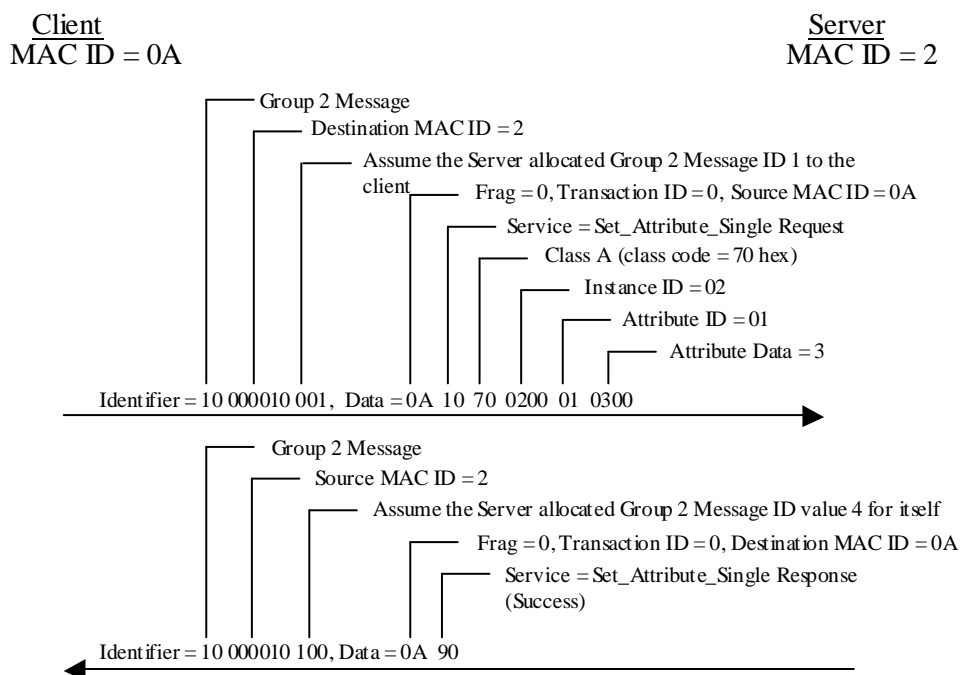 Client
Server
MAC ID = 0A
MAC ID = 2
Group 2 Message
Destination MAC ID = 2
Assume the Server allocated Group 2 Message ID 1 to the
client
Frag = 0, Transaction ID = 0, Source MAC ID = 0A
Service = Set_Attribute_Single Request
Class A (class code = 70 hex)
Instance ID = 02
Attribute ID = 01
Attribute Data = 3
Identifier = 10 000010 001, Data = 0A 10 70 0200 01 0300
Group 2 Message
Source MAC ID = 2
Assume the Server allocated Group 2 Message ID value 4 for itself
Frag = 0, Transaction ID = 0, Destination MAC ID = 0A
Service = Set_Attribute_Single Response
(Success)
Identifier = 10 000010 100, Data = 0A 90